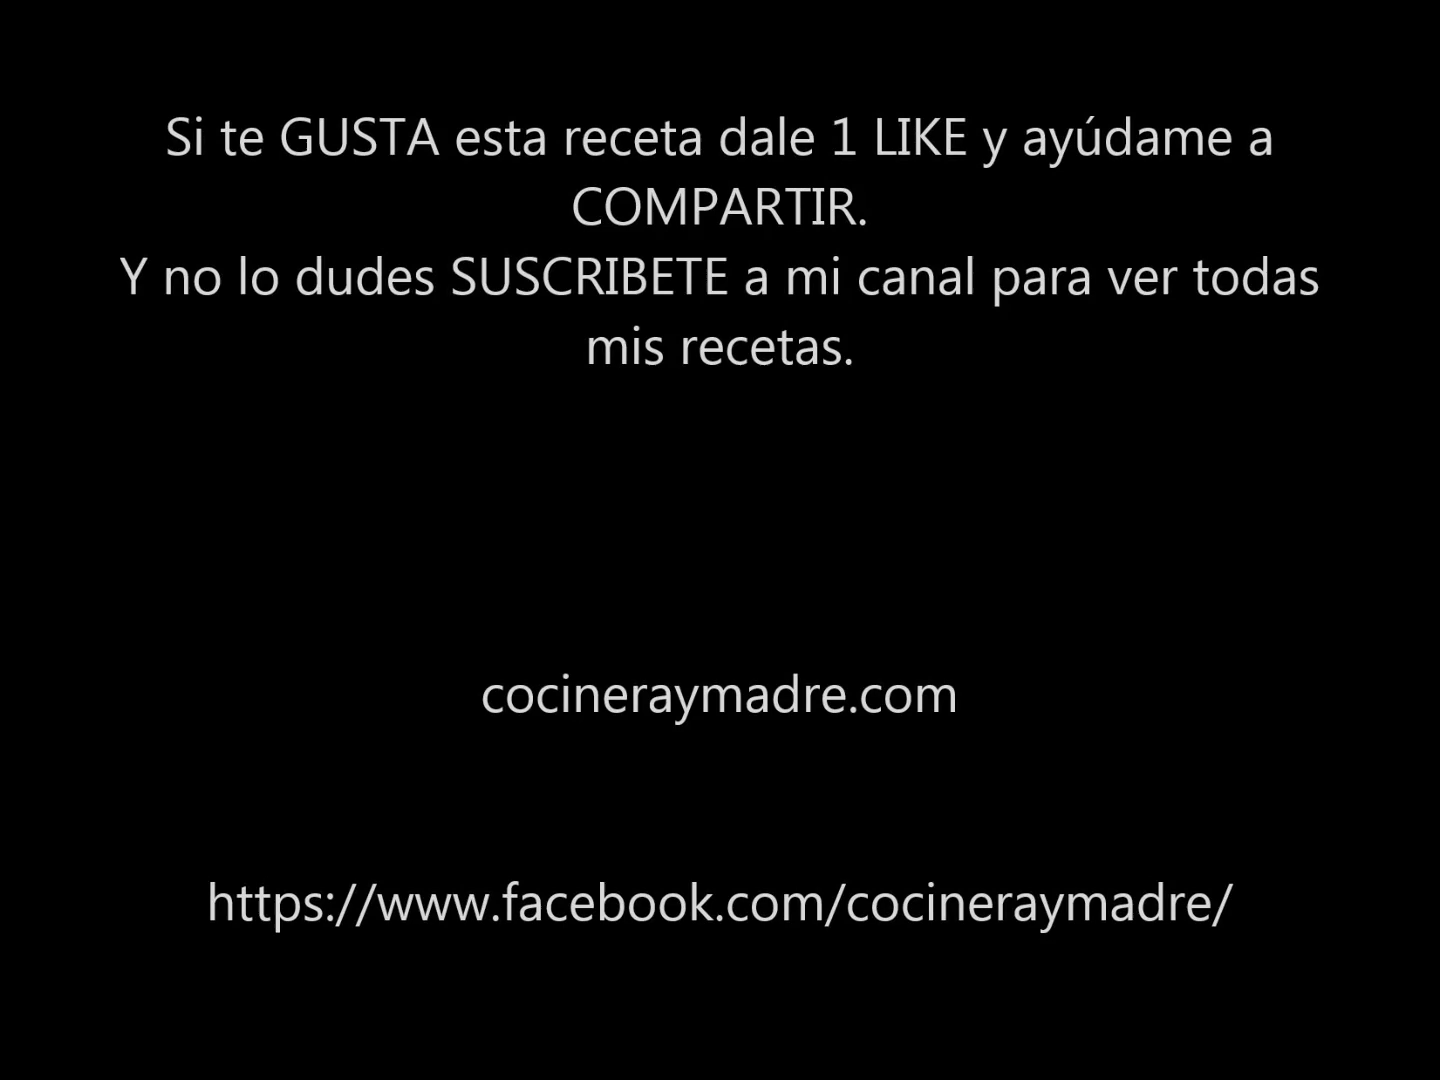 Si te GUSTA esta receta dale 1 LIKE y ayúdame a
COMPARTIR.
Y no lo dudes SUSCRIBETE a mi canal para ver todas
mis recetas.
cocineraymadre.com
https://www.facebook.com/cocineraymadre/